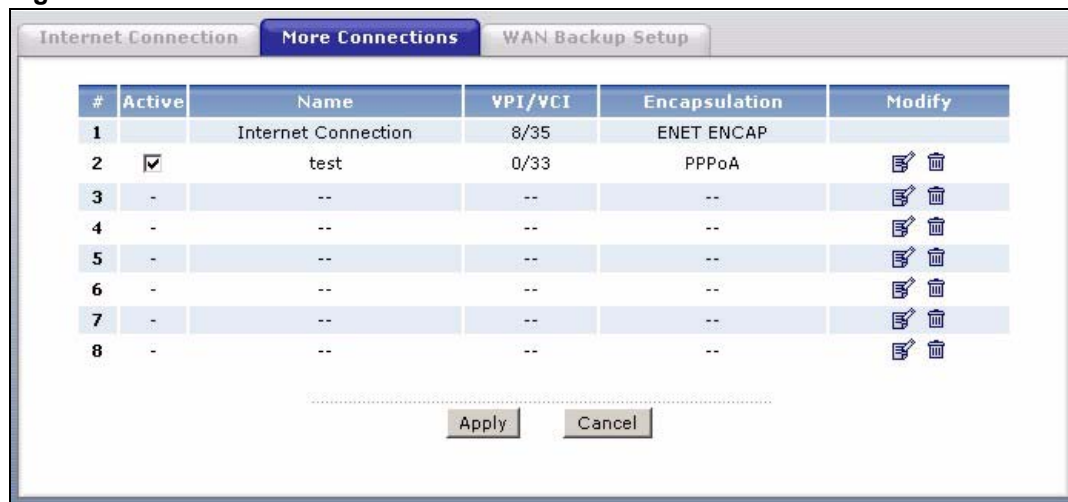 Internet Connection More Connections WAN Backup Setup
# Active Name VPI/VCI Encapsulation Modify
1 Internet Connection 8/35 ENET ENCAP
2 test 0/33 PPPoA
3 - -- -- --
4 - -- -- --
5 - -- -- --
6 - -- -- --
7 - -- -- --
8 - -- -- --
Apply Cancel